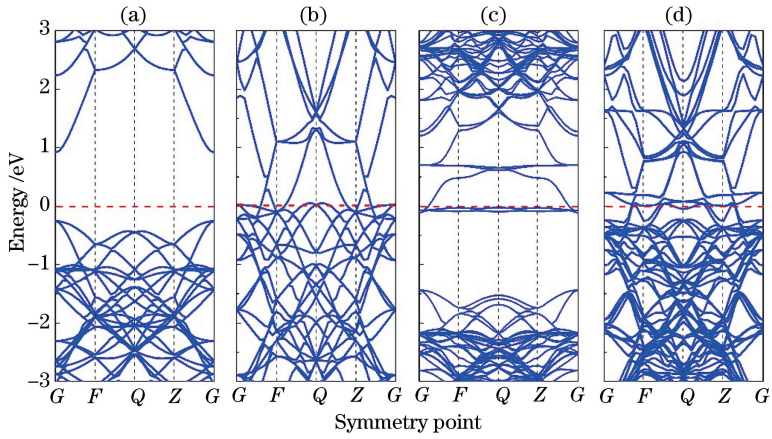 (a) (b) (c) (d)
3
2
1
0
−1
−2
−3
Energy /eV
G F Q Z G G F Q Z G G F Q Z G G F Q Z G
Symmetry point